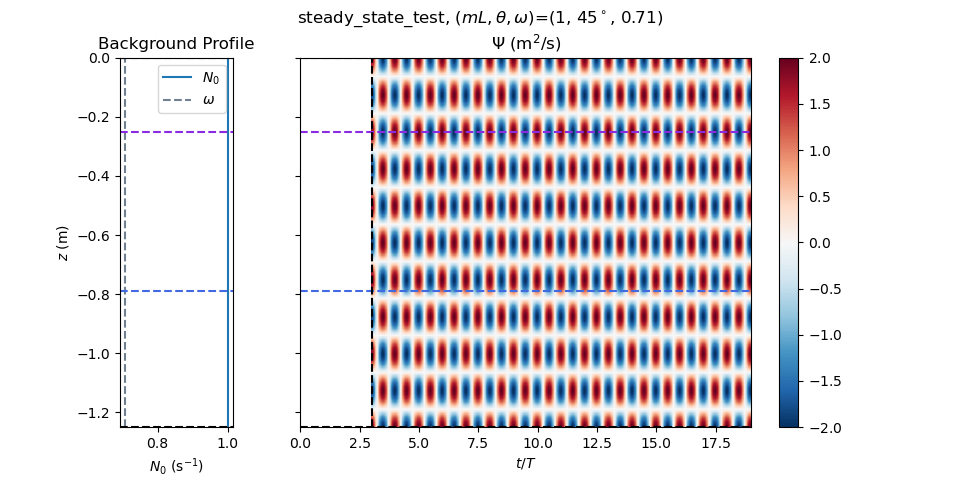 steady_state_test, (mL, θ, ω)=(1, 45°, 0.71)
Background Profile
Ψ (m²/s)
N₀
ω
0.0
−0.2
−0.4
−0.6
−0.8
−1.0
−1.2
z (m)
0.8 1.0
N₀ (s⁻¹)
0.0 2.5 5.0 7.5 10.0 12.5 15.0 17.5
t/T
2.0
1.5
1.0
0.5
0.0
−0.5
−1.0
−1.5
−2.0